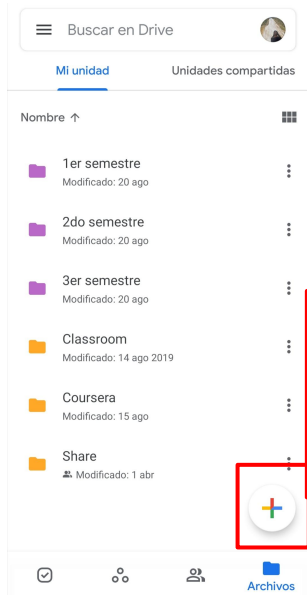 Buscar en Drive
Mi unidad
Unidades compartidas
Nombre ↑
1er semestre
Modificado: 20 ago
2do semestre
Modificado: 20 ago
3er semestre
Modificado: 20 ago
Classroom
Modificado: 14 ago 2019
Coursera
Modificado: 15 ago
Share
Modificado: 1 abr
Archivos